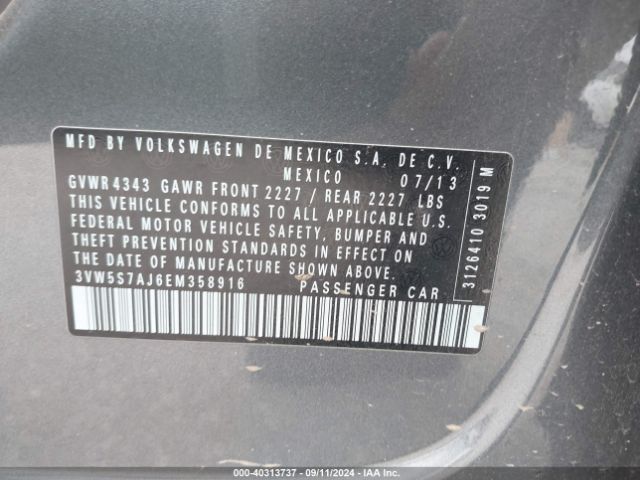 MFD BY VOLKSWAGEN DE MEXICO S.A. DE C.V.
MEXICO 07/13
GVWR 4343 GAWR FRONT 2227 / REAR 2227 LBS
THIS VEHICLE CONFORMS TO ALL APPLICABLE U.S.
FEDERAL MOTOR VEHICLE SAFETY, BUMPER AND
THEFT PREVENTION STANDARDS IN EFFECT ON
THE DATE OF MANUFACTURE SHOWN ABOVE.
3VW5S7AJ6EM358916 PASSENGER CAR
3126410 3019 M
000-40313737 - 09/11/2024 - IAAI.COM